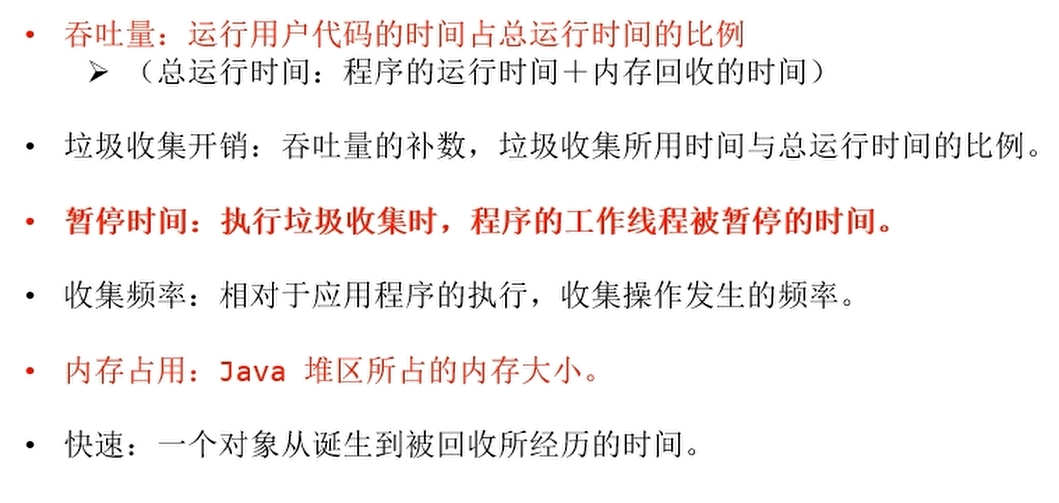 • 吞吐量：运行用户代码的时间占总运行时间的比例
➢ （总运行时间：程序的运行时间＋内存回收的时间）
• 垃圾收集开销：吞吐量的补数，垃圾收集所用时间与总运行时间的比例。
• 暂停时间：执行垃圾收集时，程序的工作线程被暂停的时间。
• 收集频率：相对于应用程序的执行，收集操作发生的频率。
• 内存占用：Java 堆区所占的内存大小。
• 快速：一个对象从诞生到被回收所经历的时间。